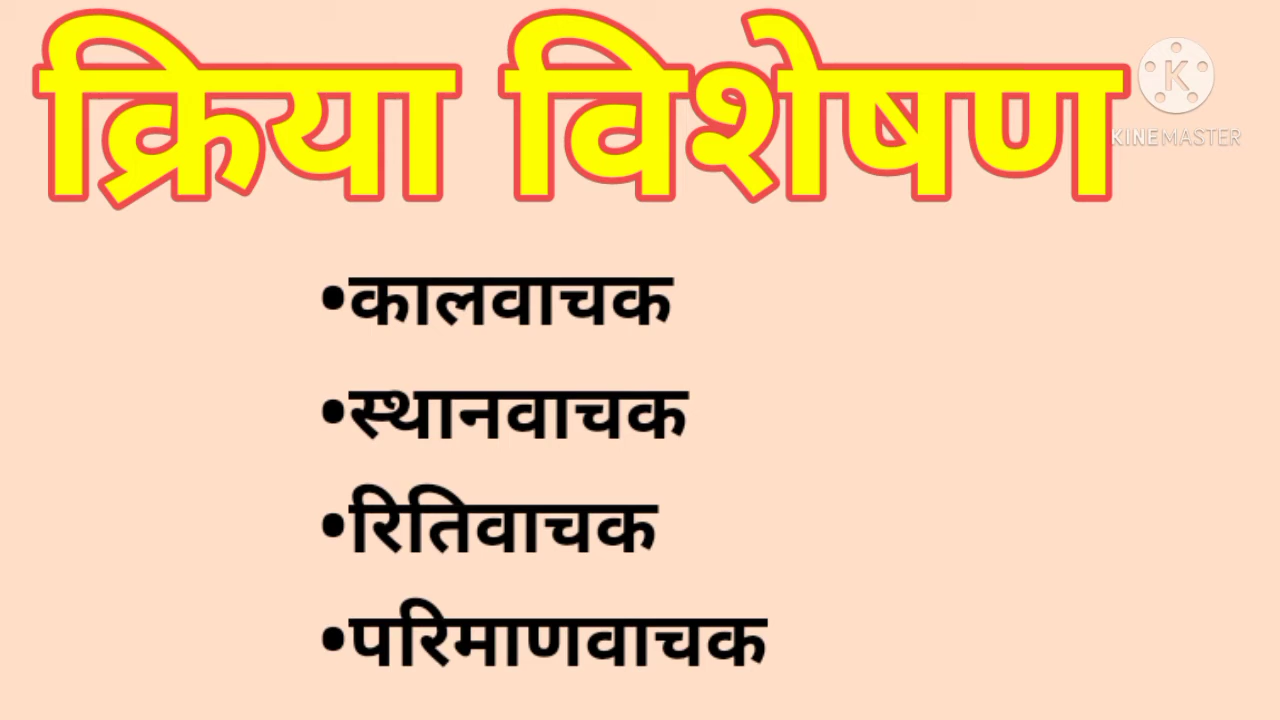 क्रिया विशेषण
K
KINEMASTER
•कालवाचक
•स्थानवाचक
•रितिवाचक
•परिमाणवाचक